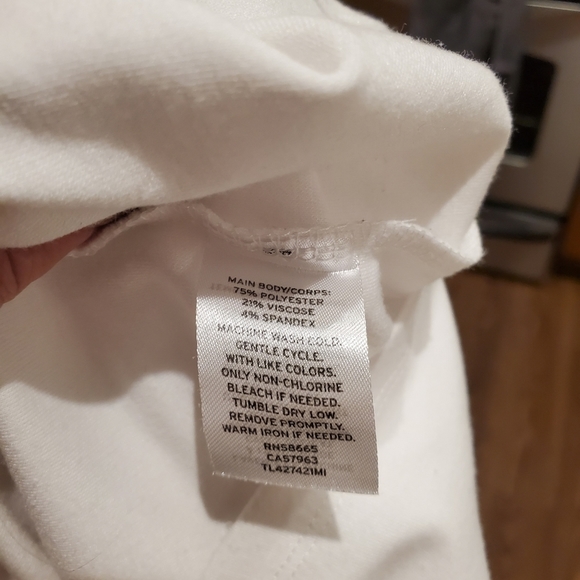 MAIN BODY/CORPS:
75% POLYESTER
21% VISCOSE
4% SPANDEX
MACHINE WASH COLD.
GENTLE CYCLE.
WITH LIKE COLORS.
ONLY NON-CHLORINE
BLEACH IF NEEDED.
TUMBLE DRY LOW.
REMOVE PROMPTLY.
WARM IRON IF NEEDED.
RN58665
CA57963
TL427421MI